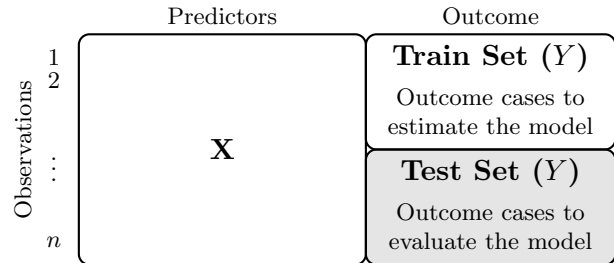 Predictors
Outcome
Observations
1
2
⋮
n
X
Train Set (Y)
Outcome cases to
estimate the model
Test Set (Y)
Outcome cases to
evaluate the model